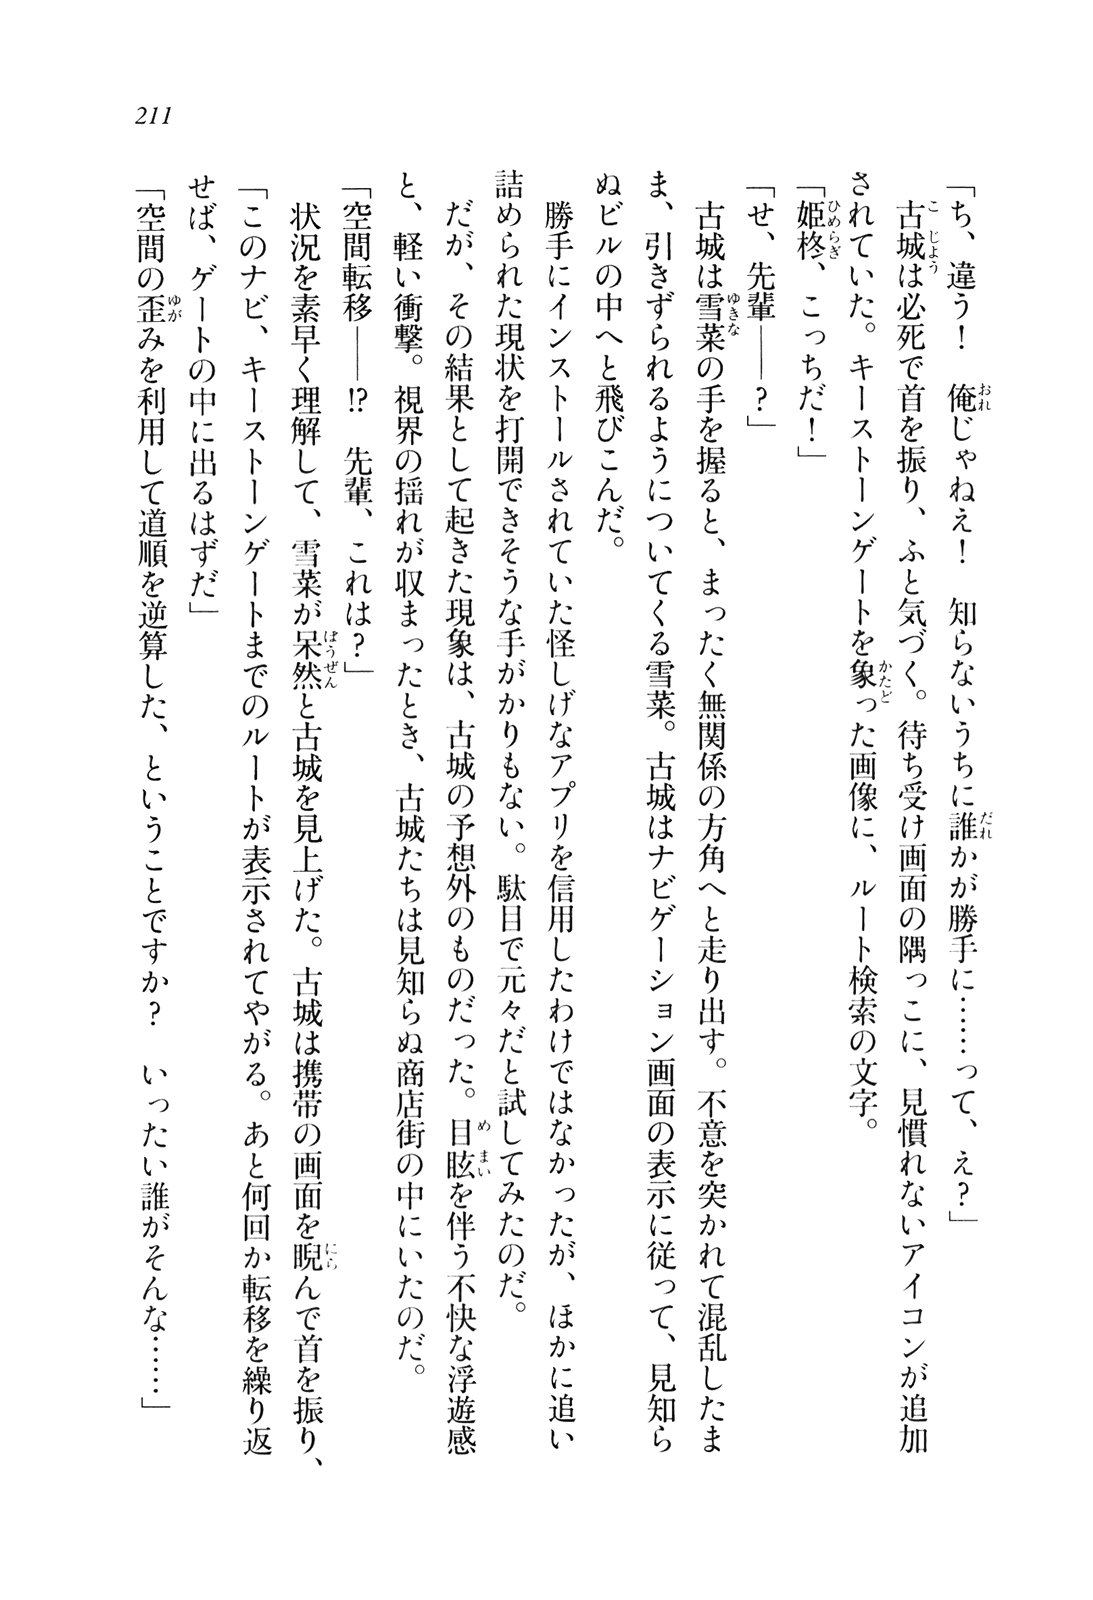 211
「ち、違う！　俺じゃねえ！　知らないうちに誰かが勝手に……って、え？」
　古城は必死で首を振り、ふと気づく。待ち受け画面の隅っこに、見慣れないアイコンが追加
されていた。キーストーンゲートを象った画像に、ルート検索の文字。
「姫柊、こっちだ！」
「せ、先輩――？」
　古城は雪菜の手を握ると、まったく無関係の方角へと走り出す。不意を突かれて混乱したま
ま、引きずられるようについてくる雪菜。古城はナビゲーション画面の表示に従って、見知ら
ぬビルの中へと飛びこんだ。
　勝手にインストールされていた怪しげなアプリを信用したわけではなかったが、ほかに追い
詰められた現状を打開できそうな手がかりもない。駄目で元々だと試してみたのだ。
　だが、その結果として起きた現象は、古城の予想外のものだった。目眩を伴う不快な浮遊感
と、軽い衝撃。視界の揺れが収まったとき、古城たちは見知らぬ商店街の中にいたのだ。
「空間転移――!?　先輩、これは？」
　状況を素早く理解して、雪菜が呆然と古城を見上げた。古城は携帯の画面を睨んで首を振り、
「このナビ、キーストーンゲートまでのルートが表示されてやがる。あと何回か転移を繰り返
せば、ゲートの中に出るはずだ」
「空間の歪みを利用して道順を逆算した、ということですか？　いったい誰がそんな……」